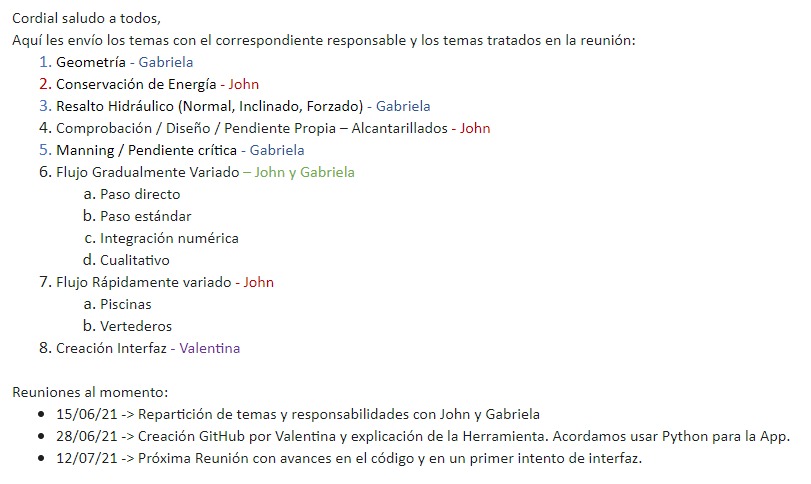 Cordial saludo a todos,
Aquí les envío los temas con el correspondiente responsable y los temas tratados en la reunión:
1. Geometría - Gabriela
2. Conservación de Energía - John
3. Resalto Hidráulico (Normal, Inclinado, Forzado) - Gabriela
4. Comprobación / Diseño / Pendiente Propia – Alcantarillados - John
5. Manning / Pendiente crítica - Gabriela
6. Flujo Gradualmente Variado – John y Gabriela
a. Paso directo
b. Paso estándar
c. Integración numérica
d. Cualitativo
7. Flujo Rápidamente variado - John
a. Piscinas
b. Vertederos
8. Creación Interfaz - Valentina
Reuniones al momento:
• 15/06/21 -> Repartición de temas y responsabilidades con John y Gabriela
• 28/06/21 -> Creación GitHub por Valentina y explicación de la Herramienta. Acordamos usar Python para la App.
• 12/07/21 -> Próxima Reunión con avances en el código y en un primer intento de interfaz.